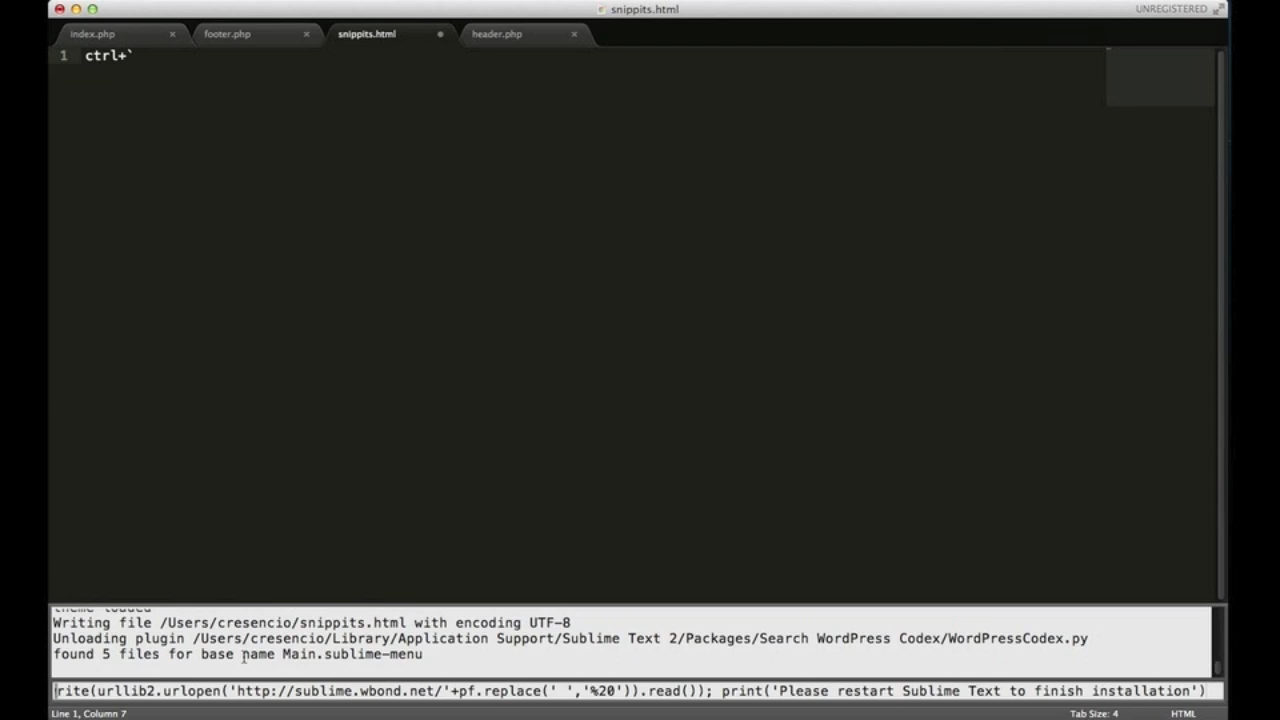 snippits.html
UNREGISTERED
index.php
footer.php
snippits.html
header.php
1 ctrl+`
theme loaded
Writing file /Users/cresencio/snippits.html with encoding UTF-8
Unloading plugin /Users/cresencio/Library/Application Support/Sublime Text 2/Packages/Search WordPress Codex/WordPressCodex.py
found 5 files for base name Main.sublime-menu
rite(urllib2.urlopen('http://sublime.wbond.net/'+pf.replace(' ','%20')).read()); print('Please restart Sublime Text to finish installation')
Line 1, Column 7
Tab Size: 4
HTML